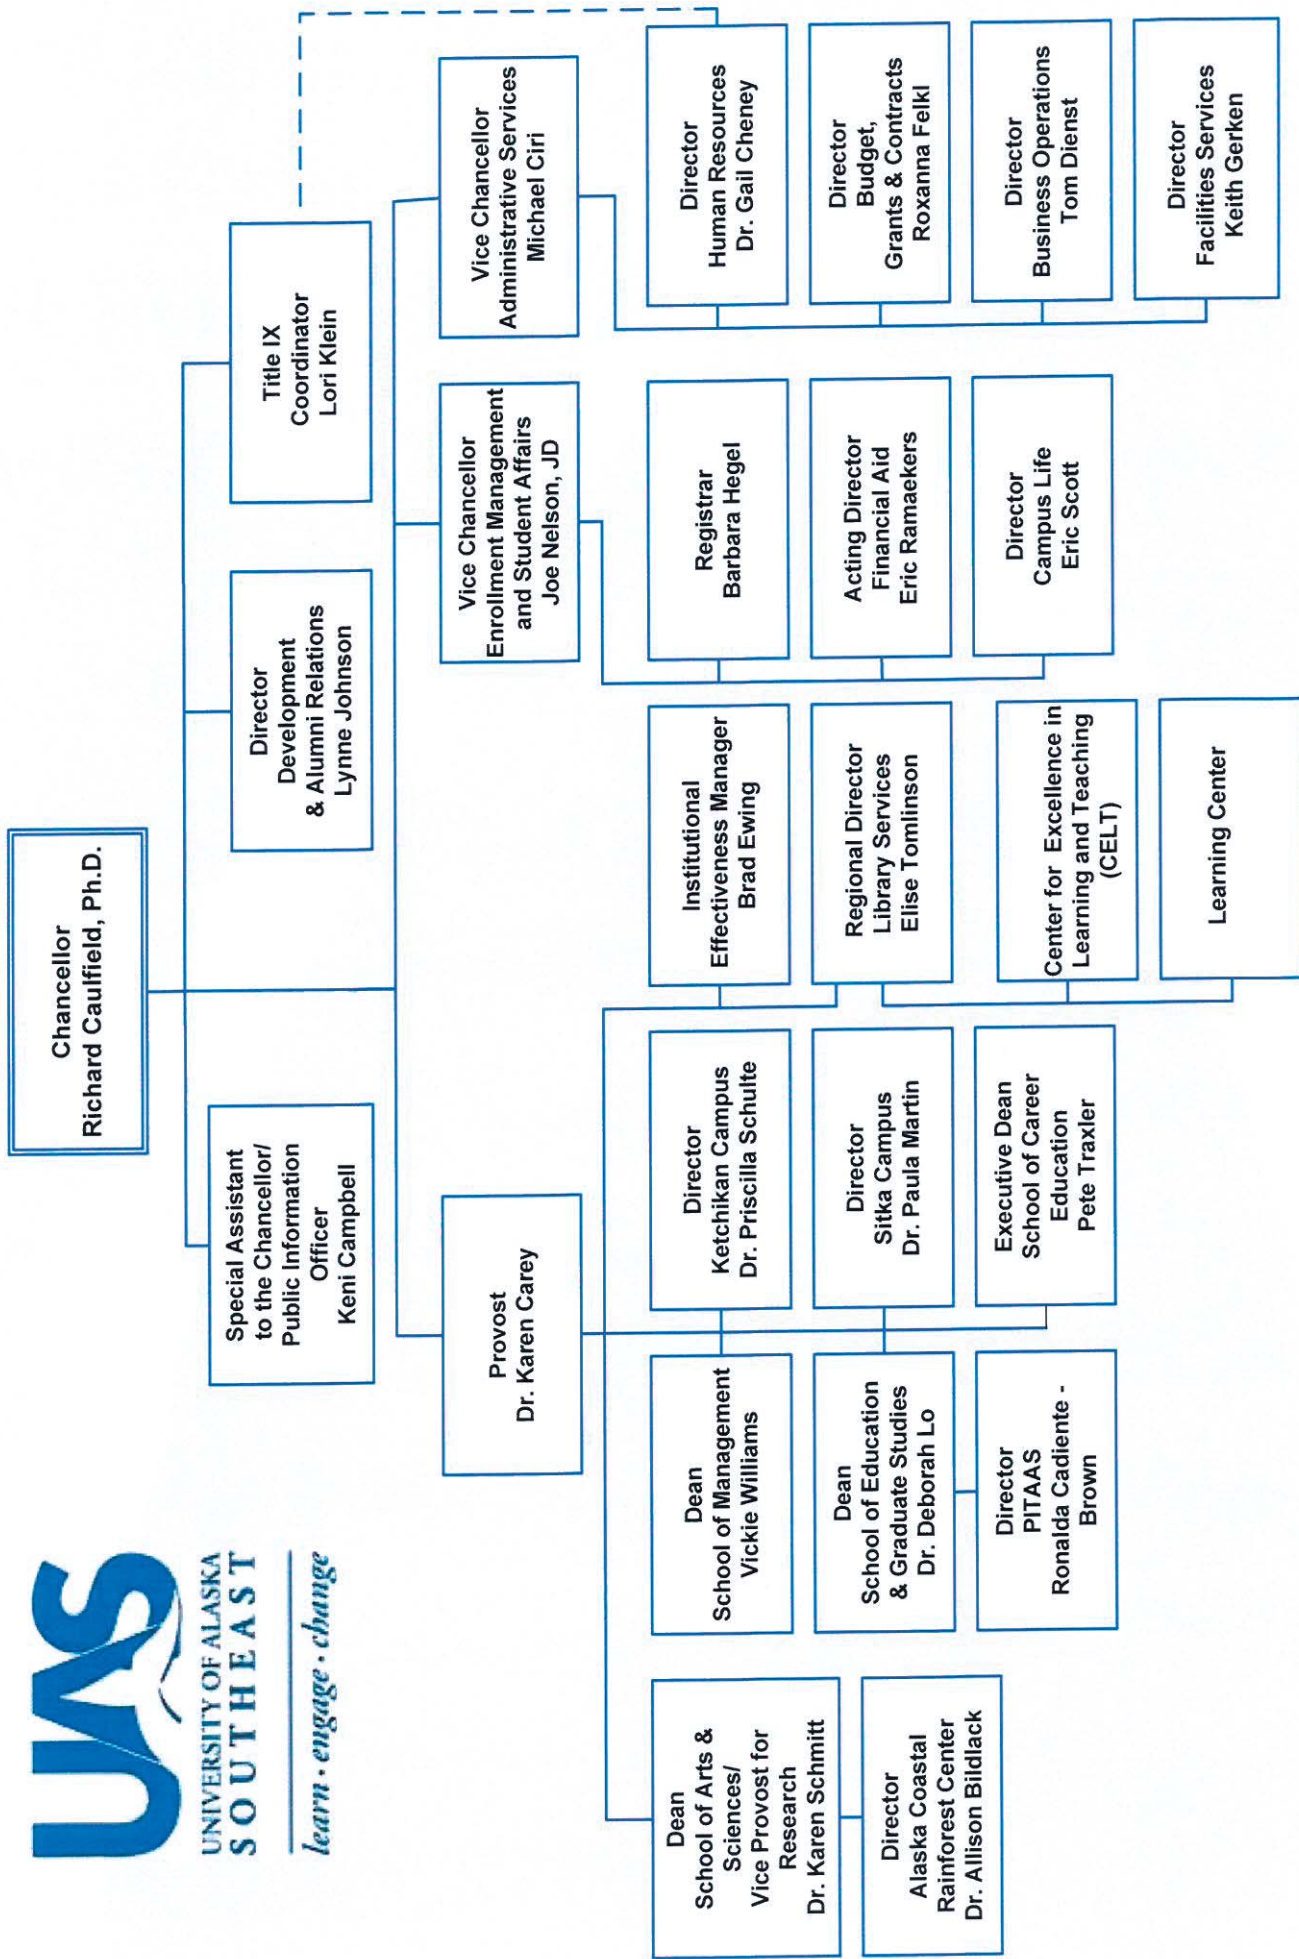 UAS
UNIVERSITY OF ALASKA
SOUTHEAST
learn · engage · change
Chancellor
Richard Caulfield, Ph.D.
Special Assistant
to the Chancellor/
Public Information
Officer
Keni Campbell
Director
Development
& Alumni Relations
Lynne Johnson
Title IX
Coordinator
Lori Klein
Provost
Dr. Karen Carey
Vice Chancellor
Enrollment Management
and Student Affairs
Joe Nelson, JD
Vice Chancellor
Administrative Services
Michael Ciri
Dean
School of Arts &
Sciences/
Vice Provost for
Research
Dr. Karen Schmitt
Director
Alaska Coastal
Rainforest Center
Dr. Allison Bildlack
Dean
School of Management
Vickie Williams
Dean
School of Education
& Graduate Studies
Dr. Deborah Lo
Director
PITAAS
Ronalda Cadiente -
Brown
Director
Ketchikan Campus
Dr. Priscilla Schulte
Director
Sitka Campus
Dr. Paula Martin
Executive Dean
School of Career
Education
Pete Traxler
Institutional
Effectiveness Manager
Brad Ewing
Regional Director
Library Services
Elise Tomlinson
Center for Excellence in
Learning and Teaching
(CELT)
Learning Center
Registrar
Barbara Hegel
Acting Director
Financial Aid
Eric Ramaekers
Director
Campus Life
Eric Scott
Director
Human Resources
Dr. Gail Cheney
Director
Budget,
Grants & Contracts
Roxanna Felkl
Director
Business Operations
Tom Dienst
Director
Facilities Services
Keith Gerken